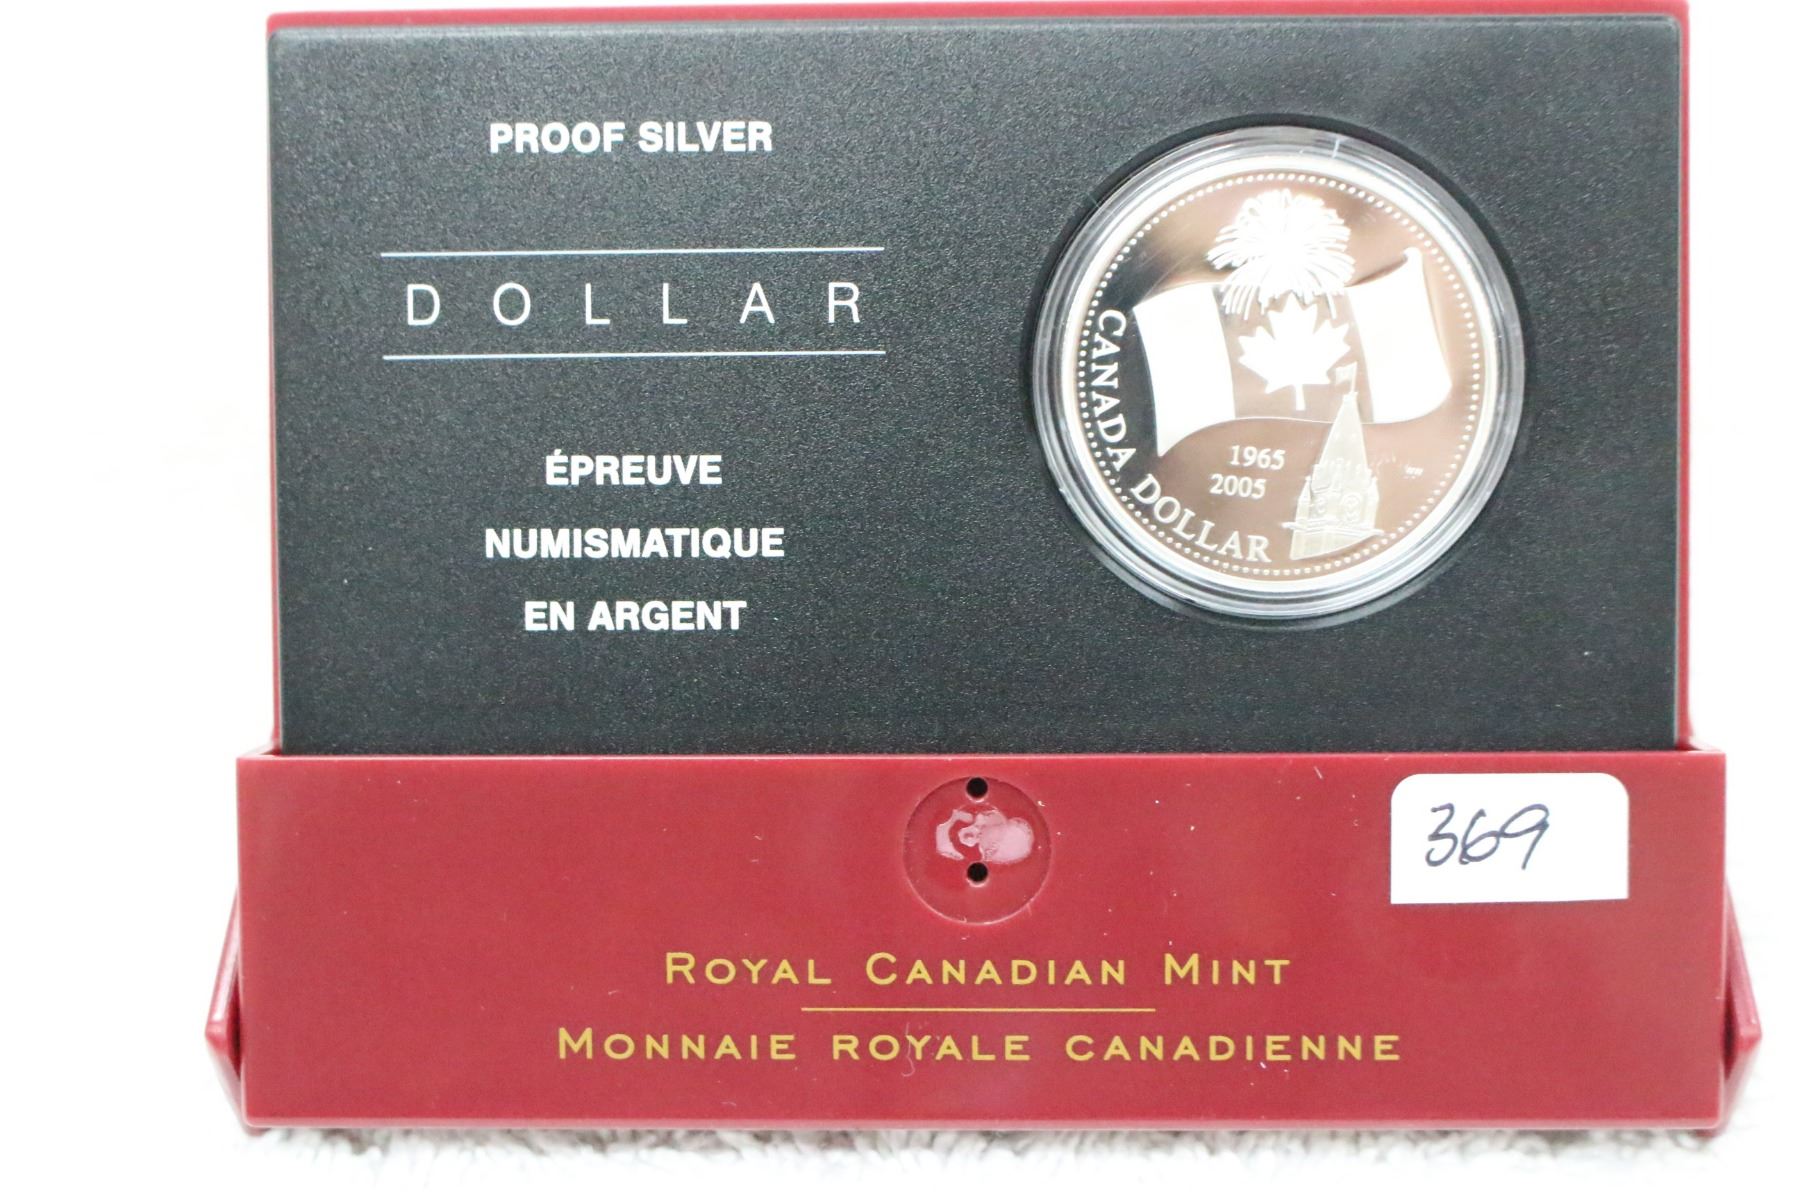 PROOF SILVER
DOLLAR
ÉPREUVE
NUMISMATIQUE
EN ARGENT
CANADA DOLLAR
1965
2005
369
ROYAL CANADIAN MINT
MONNAIE ROYALE CANADIENNE